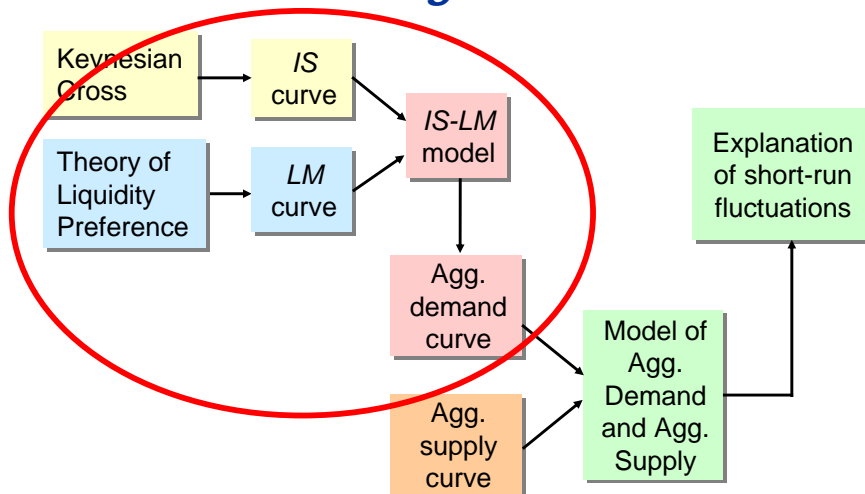 Keynesian
Cross
IS
curve
IS-LM
model
Theory of
Liquidity
Preference
LM
curve
Explanation
of short-run
fluctuations
Agg.
demand
curve
Model of
Agg.
Demand
and Agg.
Supply
Agg.
supply
curve